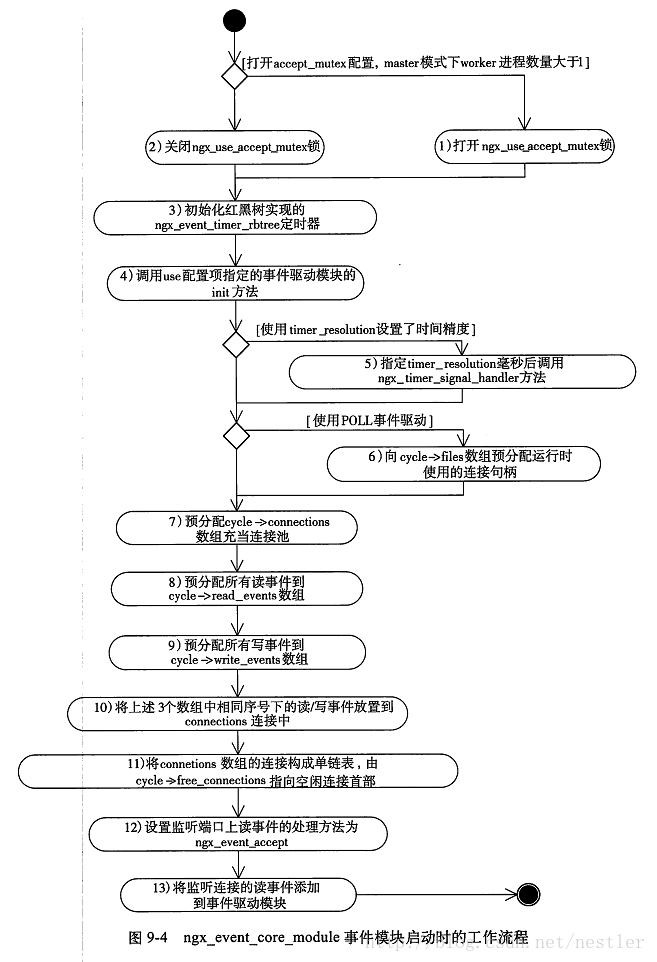 [打开accept_mutex配置，master模式下worker进程数量大于1]
2)关闭ngx_use_accept_mutex锁
1)打开 ngx_use_accept_mutex锁
3)初始化红黑树实现的
ngx_event_timer_rbtree定时器
4)调用use配置项指定的事件驱动模块的
init 方法
[使用 timer_resolution设置了时间精度]
5)指定timer_resolution毫秒后调用
ngx_timer_signal_handler方法
[使用POLL事件驱动]
6)向 cycle->files数组预分配运行时
使用的连接句柄
7)预分配cycle->connections
数组充当连接池
8)预分配所有读事件到
cycle->read_events数组
9)预分配所有写事件到
cycle->write_events数组
10)将上述 3个数组中相同序号下的读/写事件放置到
connections 连接中
11)将connetions 数组的连接构成单链表，由
cycle->free_connections 指向空闲连接首部
12)设置监听端口上读事件的处理方法为
ngx_event_accept
13)将监听连接的读事件添加
到事件驱动模块
图 9-4 ngx_event_core_module 事件模块启动时的工作流程
http://blog.csdn.net/nestler